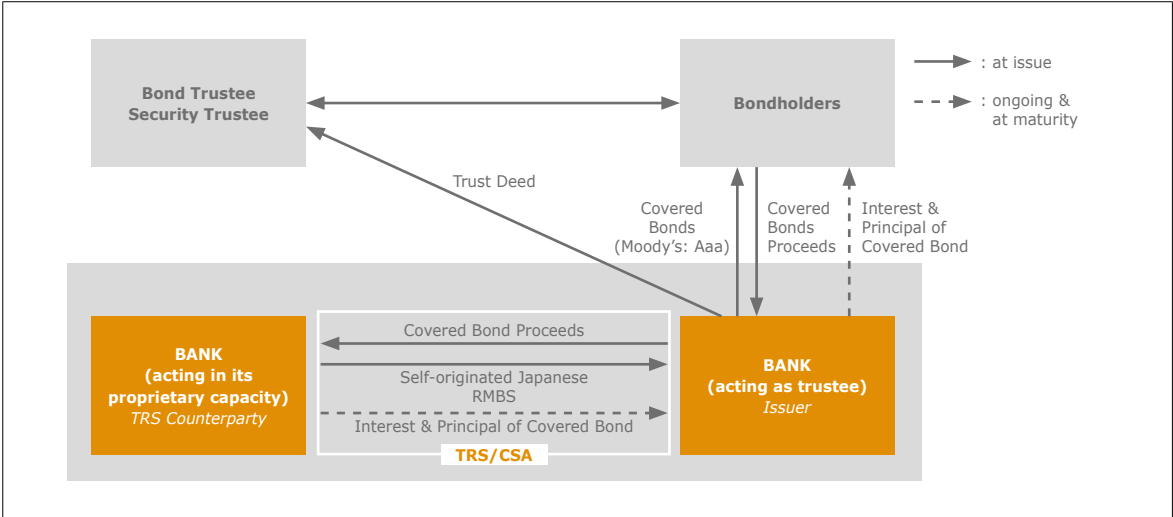 Bond Trustee
Security Trustee
Bondholders
: at issue
: ongoing &
at maturity
Trust Deed
Covered
Bonds
(Moody's: Aaa)
Covered
Bonds
Proceeds
Interest &
Principal of
Covered Bond
BANK
(acting in its
proprietary capacity)
TRS Counterparty
Covered Bond Proceeds
Self-originated Japanese
RMBS
Interest & Principal of Covered Bond
TRS/CSA
BANK
(acting as trustee)
Issuer